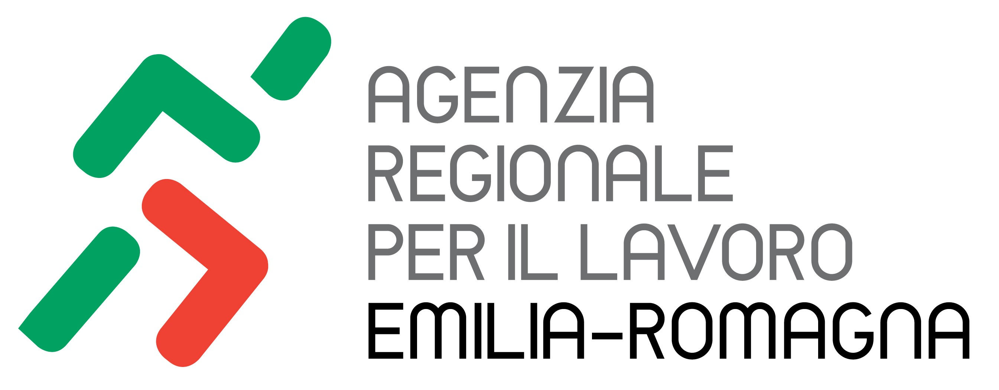 AGENZIA
REGIONALE
PER IL LAVORO
EMILIA-ROMAGNA